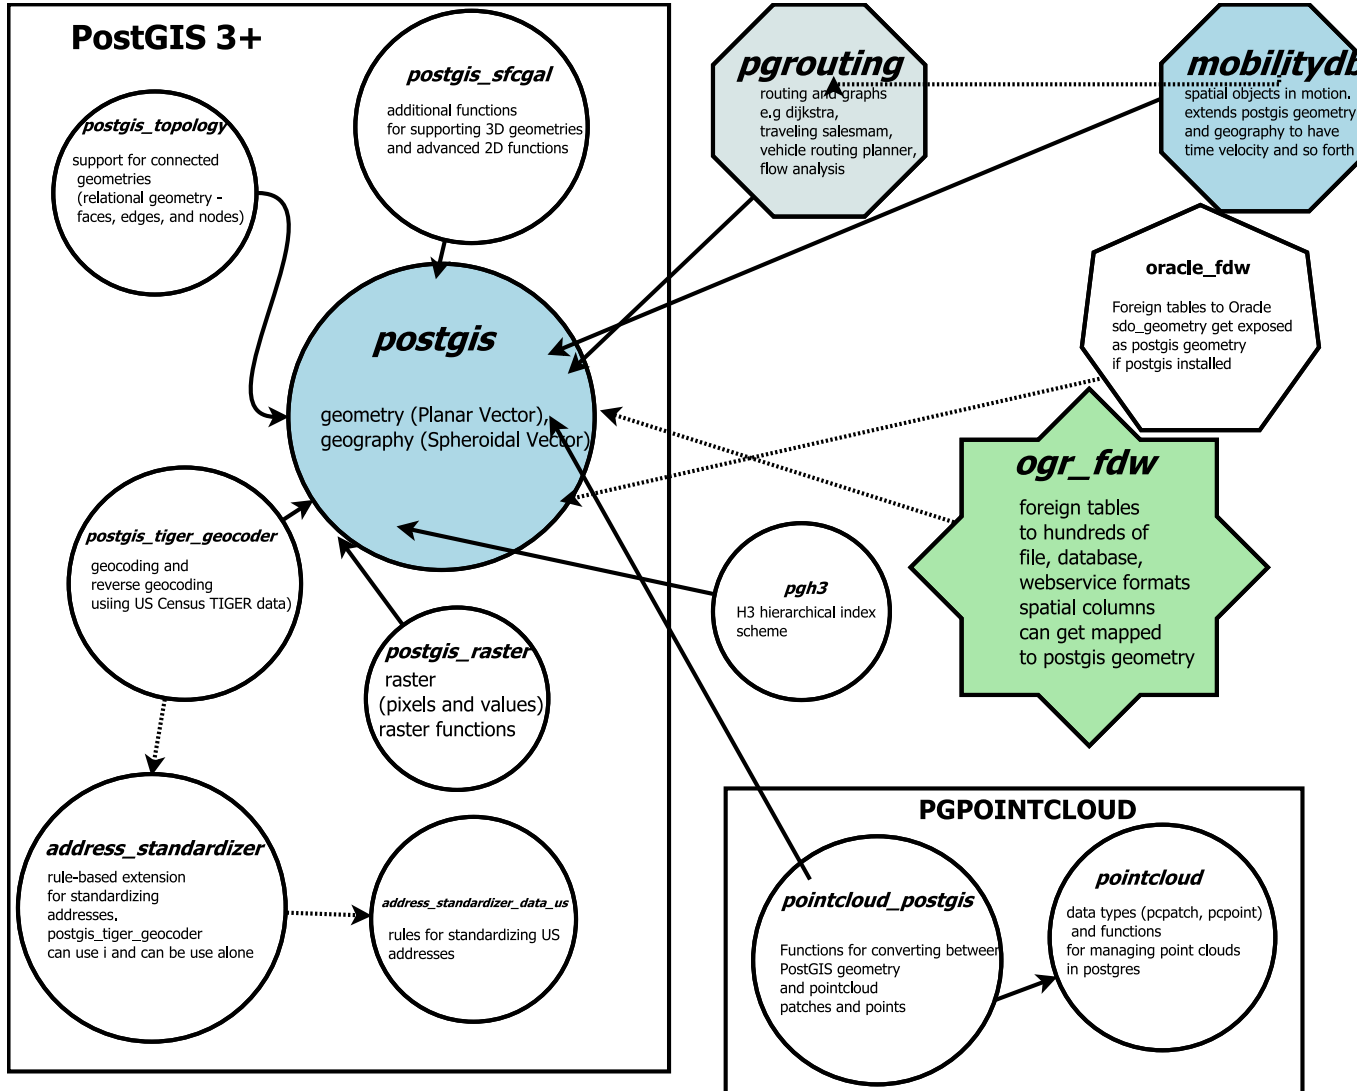 PostGIS 3+
postgis_sfcgal
additional functions
for supporting 3D geometries
and advanced 2D functions
postgis_topology
support for connected
geometries
(relational geometry -
faces, edges, and nodes)
postgis
geometry (Planar Vector),
geography (Spheroidal Vector)
postgis_tiger_geocoder
geocoding and
reverse geocoding
usiing US Census TIGER data)
postgis_raster
raster
(pixels and values)
raster functions
address_standardizer
rule-based extension
for standardizing
addresses.
postgis_tiger_geocoder
can use i and can be use alone
address_standardizer_data_us
rules for standardizing US
addresses
pgrouting
routing and graphs
e.g dijkstra,
traveling salesmam,
vehicle routing planner,
flow analysis
mobilitydb
spatial objects in motion.
extends postgis geometry
and geography to have
time velocity and so forth
oracle_fdw
Foreign tables to Oracle
sdo_geometry get exposed
as postgis geometry
if postgis installed
ogr_fdw
foreign tables
to hundreds of
file, database,
webservice formats
spatial columns
can get mapped
to postgis geometry
pgh3
H3 hierarchical index
scheme
PGPOINTCLOUD
pointcloud_postgis
Functions for converting between
PostGIS geometry
and pointcloud
patches and points
pointcloud
data types (pcpatch, pcpoint)
and functions
for managing point clouds
in postgres